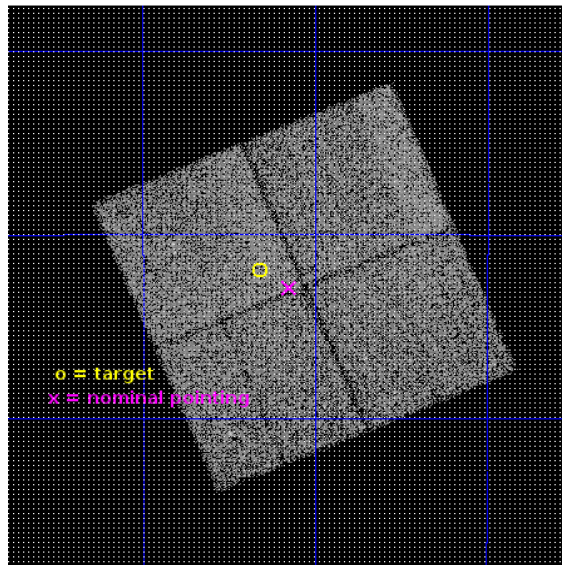 o = target
x = nominal pointing